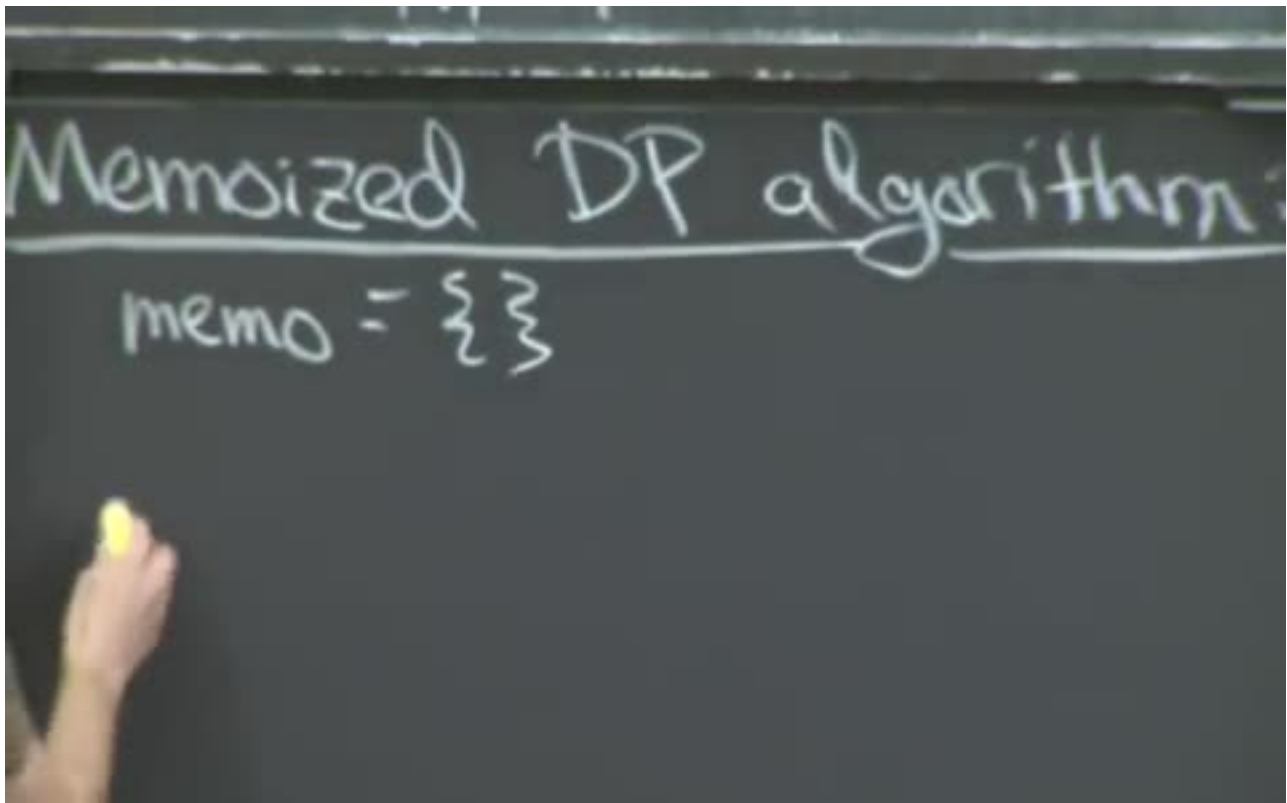 Memoized DP algorithm:
memo = { }